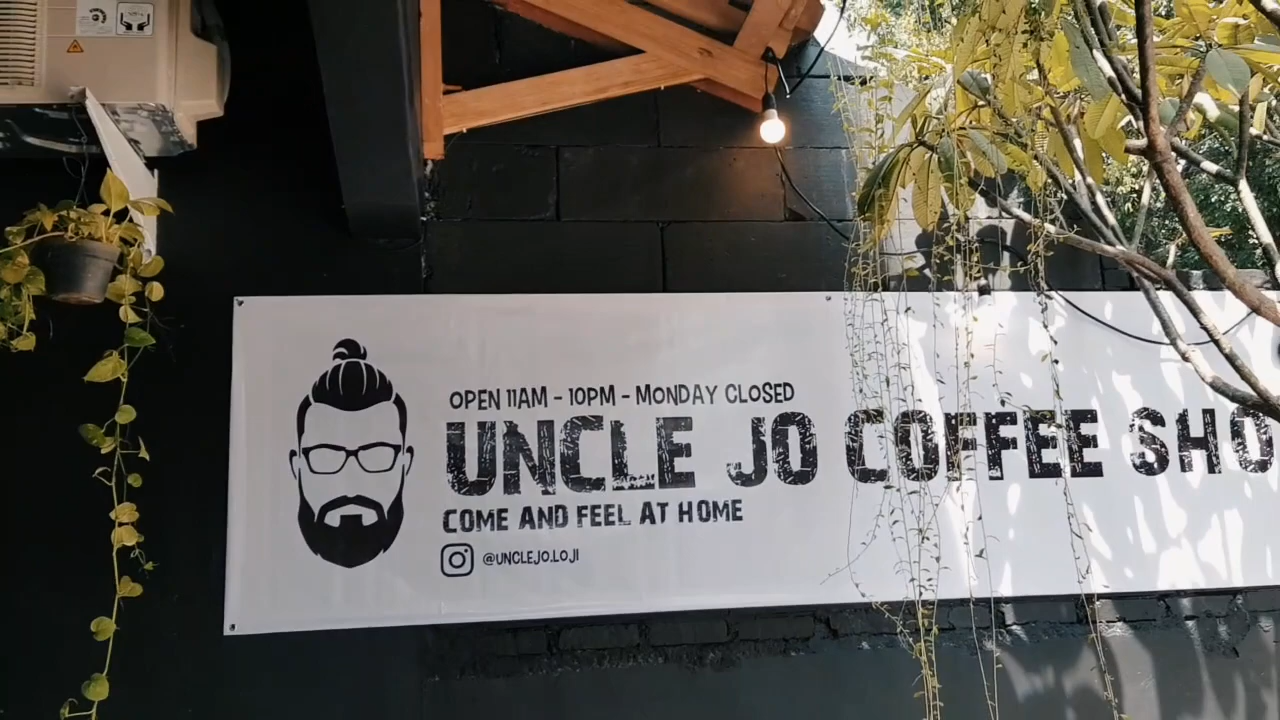 OPEN 11AM - 10PM - MONDAY CLOSED
UNCLE JO COFFEE SHO
COME AND FEEL AT HOME
@UNCLEJO.LOJI